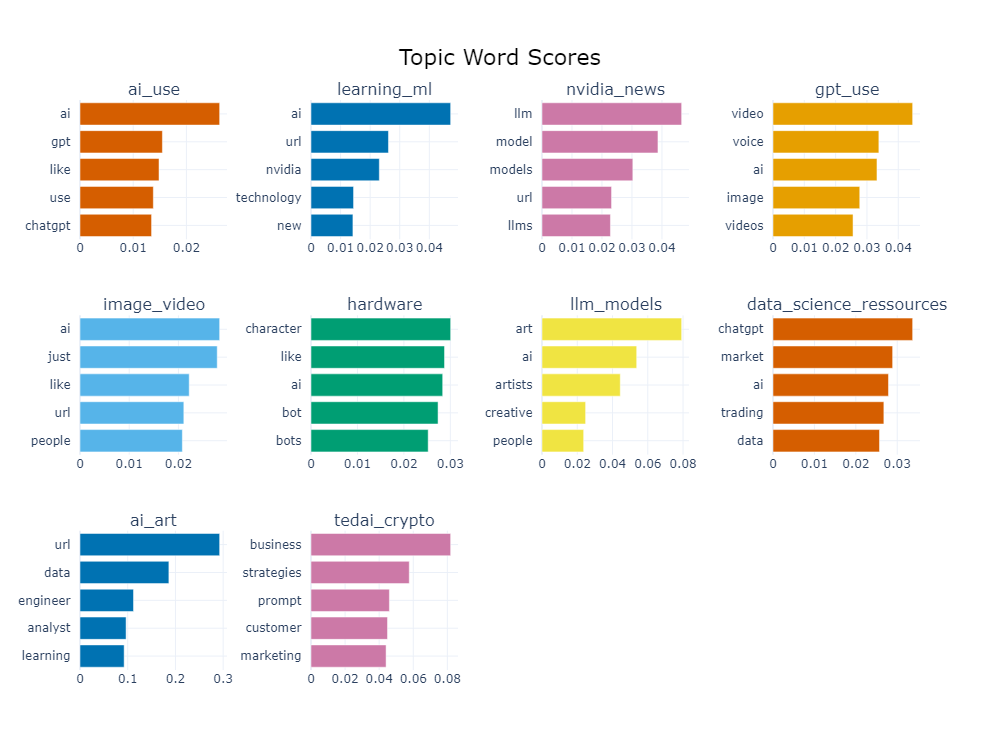 Topic Word Scores
ai_use
ai
gpt
like
use
chatgpt
0
0.01
0.02
learning_ml
ai
url
nvidia
technology
new
0
0.01
0.02
0.03
0.04
nvidia_news
llm
model
models
url
llms
0
0.01
0.02
0.03
0.04
gpt_use
video
voice
ai
image
videos
0
0.01
0.02
0.03
0.04
image_video
ai
just
like
url
people
0
0.01
0.02
hardware
character
like
ai
bot
bots
0
0.01
0.02
0.03
llm_models
art
ai
artists
creative
people
0
0.02
0.04
0.06
0.08
data_science_ressources
chatgpt
market
ai
trading
data
0
0.01
0.02
0.03
ai_art
url
data
engineer
analyst
learning
0
0.1
0.2
0.3
tedai_crypto
business
strategies
prompt
customer
marketing
0
0.02
0.04
0.06
0.08